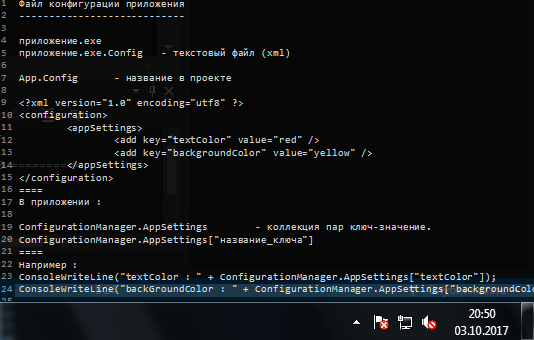 1 Файл конфигурации приложения
2 ---------------------------
3
4 приложение.exe
5 приложение.exe.Config - текстовый файл (xml)
6
7 App.Config - название в проекте
8
9 <?xml version="1.0" encoding="utf8" ?>
10 <configuration>
11 <appSettings>
12 <add key="textColor" value="red" />
13 <add key="backgroundColor" value="yellow" />
14 </appSettings>
15 </configuration>
16 ====
17 В приложении :
18
19 ConfigurationManager.AppSettings - коллекция пар ключ-значение.
20 ConfigurationManager.AppSettings["название_ключа"]
21 ====
22 Например :
23 ConsoleWriteLine("textColor : " + ConfigurationManager.AppSettings["textColor"]);
24 ConsoleWriteLine("backGroundColor : " + ConfigurationManager.AppSettings["backgroundColo
20:50
03.10.2017